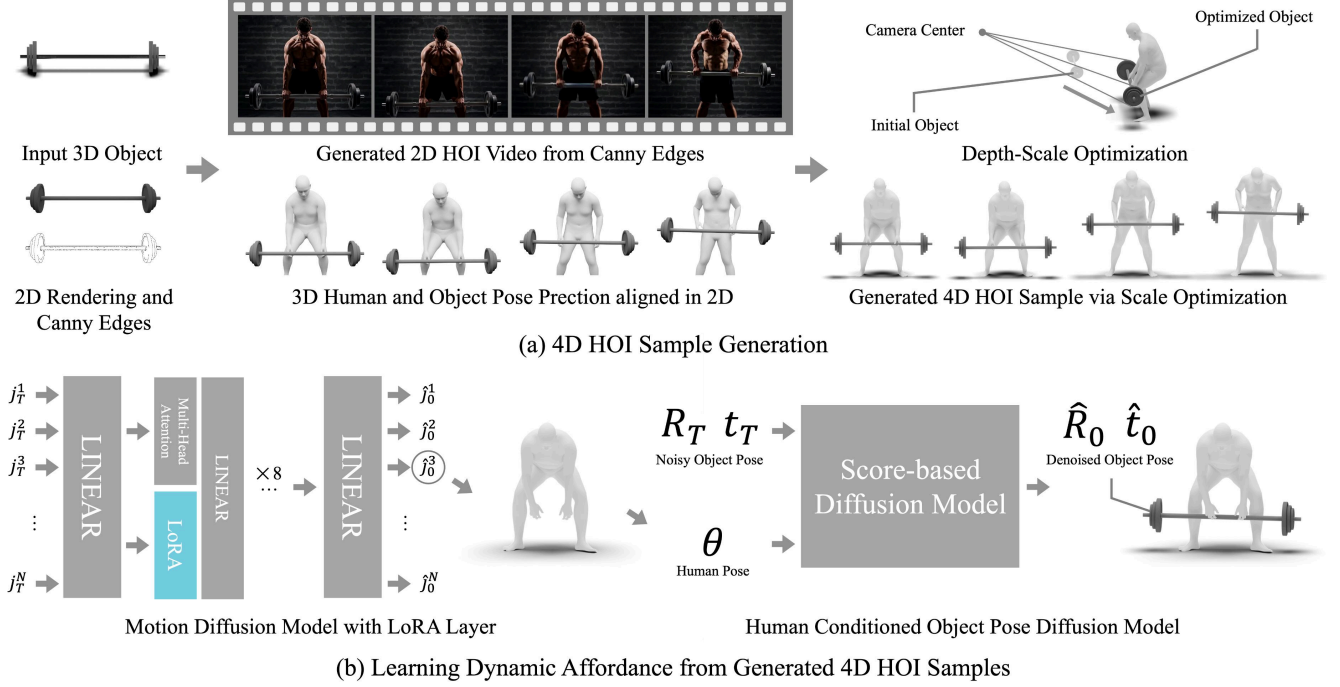 Input 3D Object
2D Rendering and
Canny Edges
Generated 2D HOI Video from Canny Edges
3D Human and Object Pose Prection aligned in 2D
Camera Center
Optimized Object
Initial Object
Depth-Scale Optimization
Generated 4D HOI Sample via Scale Optimization
(a) 4D HOI Sample Generation
j_T^1
j_T^2
j_T^3
⋮
j_T^N
LINEAR
Multi-Head
Attention
LoRA
LINEAR
×8
...
LINEAR
ĵ_0^1
ĵ_0^2
ĵ_0^3
⋮
ĵ_0^N
Motion Diffusion Model with LoRA Layer
R_T t_T
Noisy Object Pose
θ
Human Pose
Score-based
Diffusion Model
R̂_0 t̂_0
Denoised Object Pose
Human Conditioned Object Pose Diffusion Model
(b) Learning Dynamic Affordance from Generated 4D HOI Samples